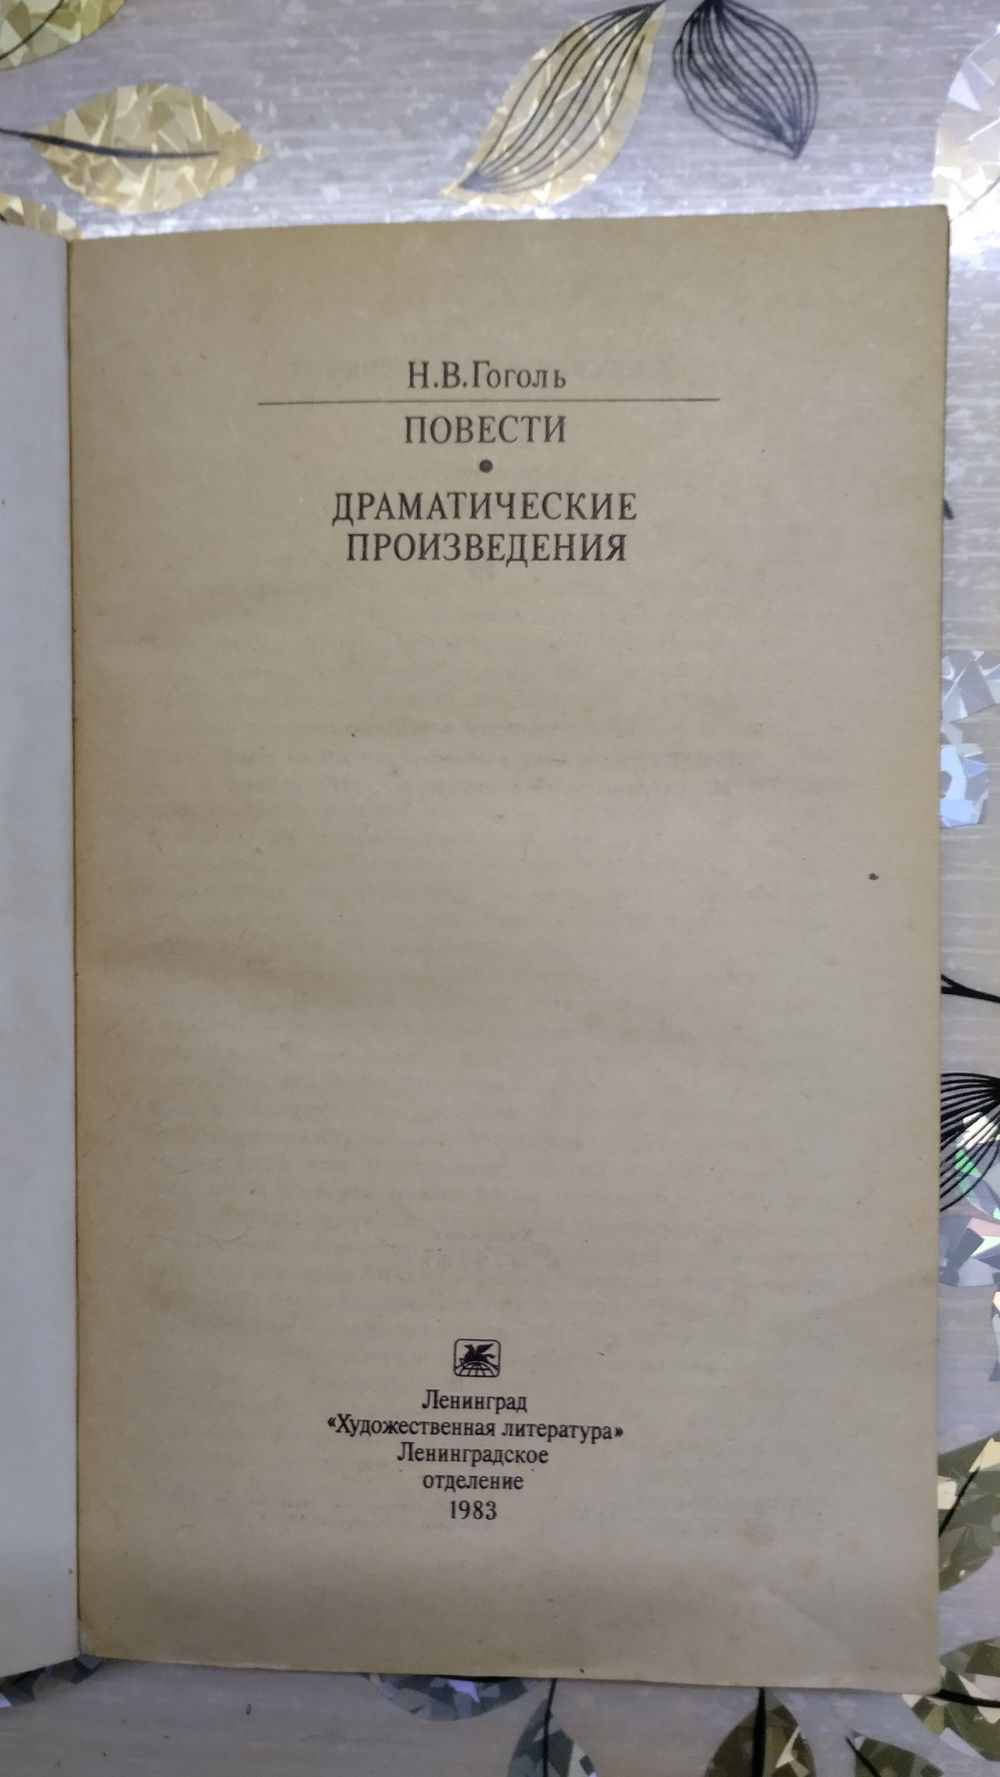 Н.В.Гоголь
ПОВЕСТИ
•
ДРАМАТИЧЕСКИЕ
ПРОИЗВЕДЕНИЯ
Ленинград
«Художественная литература»
Ленинградское
отделение
1983